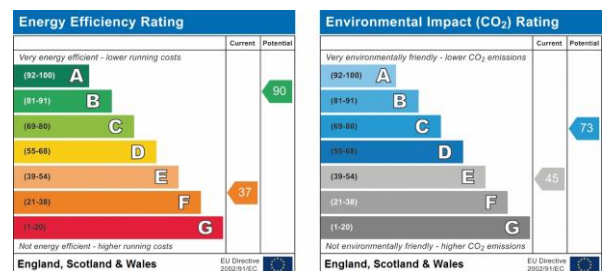 Energy Efficiency Rating
Current Potential
Very energy efficient - lower running costs
(92-100) A
(81-91) B
90
(69-80) C
(55-68) D
(39-54) E
37
(21-38) F
(1-20) G
Not energy efficient - higher running costs
England, Scotland & Wales
EU Directive
2002/91/EC
Environmental Impact (CO₂) Rating
Current Potential
Very environmentally friendly - lower CO₂ emissions
(92-100) A
(81-91) B
(69-80) C
73
(55-68) D
(39-54) E
45
(21-38) F
(1-20) G
Not environmentally friendly - higher CO₂ emissions
England, Scotland & Wales
EU Directive
2002/91/EC